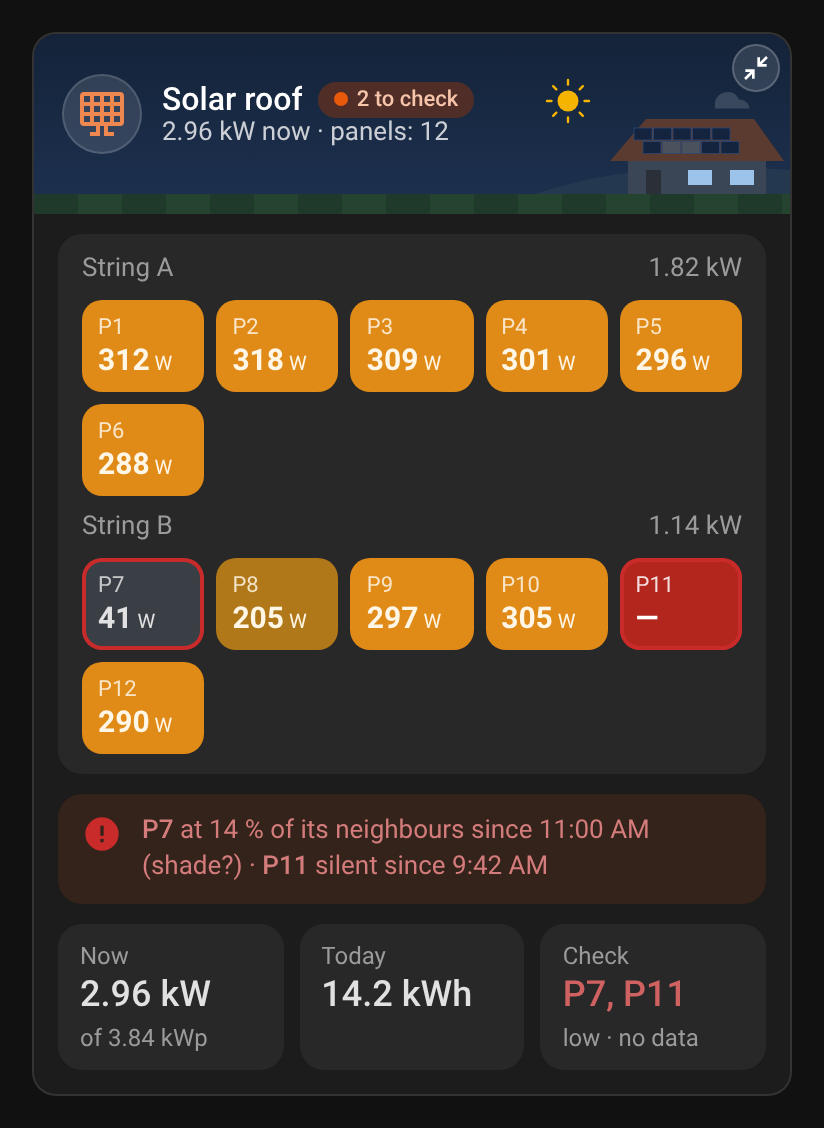 Solar roof
2 to check
2.96 kW now · panels: 12
String A
1.82 kW
P1
P2
P3
P4
P5
312 W
318 W
309 W
301 W
296 W
P6
288 W
String B
1.14 kW
P7
P8
P9
P10
P11
41 W
205 W
297 W
305 W
–
P12
290 W
P7 at 14 % of its neighbours since 11:00 AM
(shade?) · P11 silent since 9:42 AM
Now
Today
Check
2.96 kW
14.2 kWh
P7, P11
of 3.84 kWp
low · no data